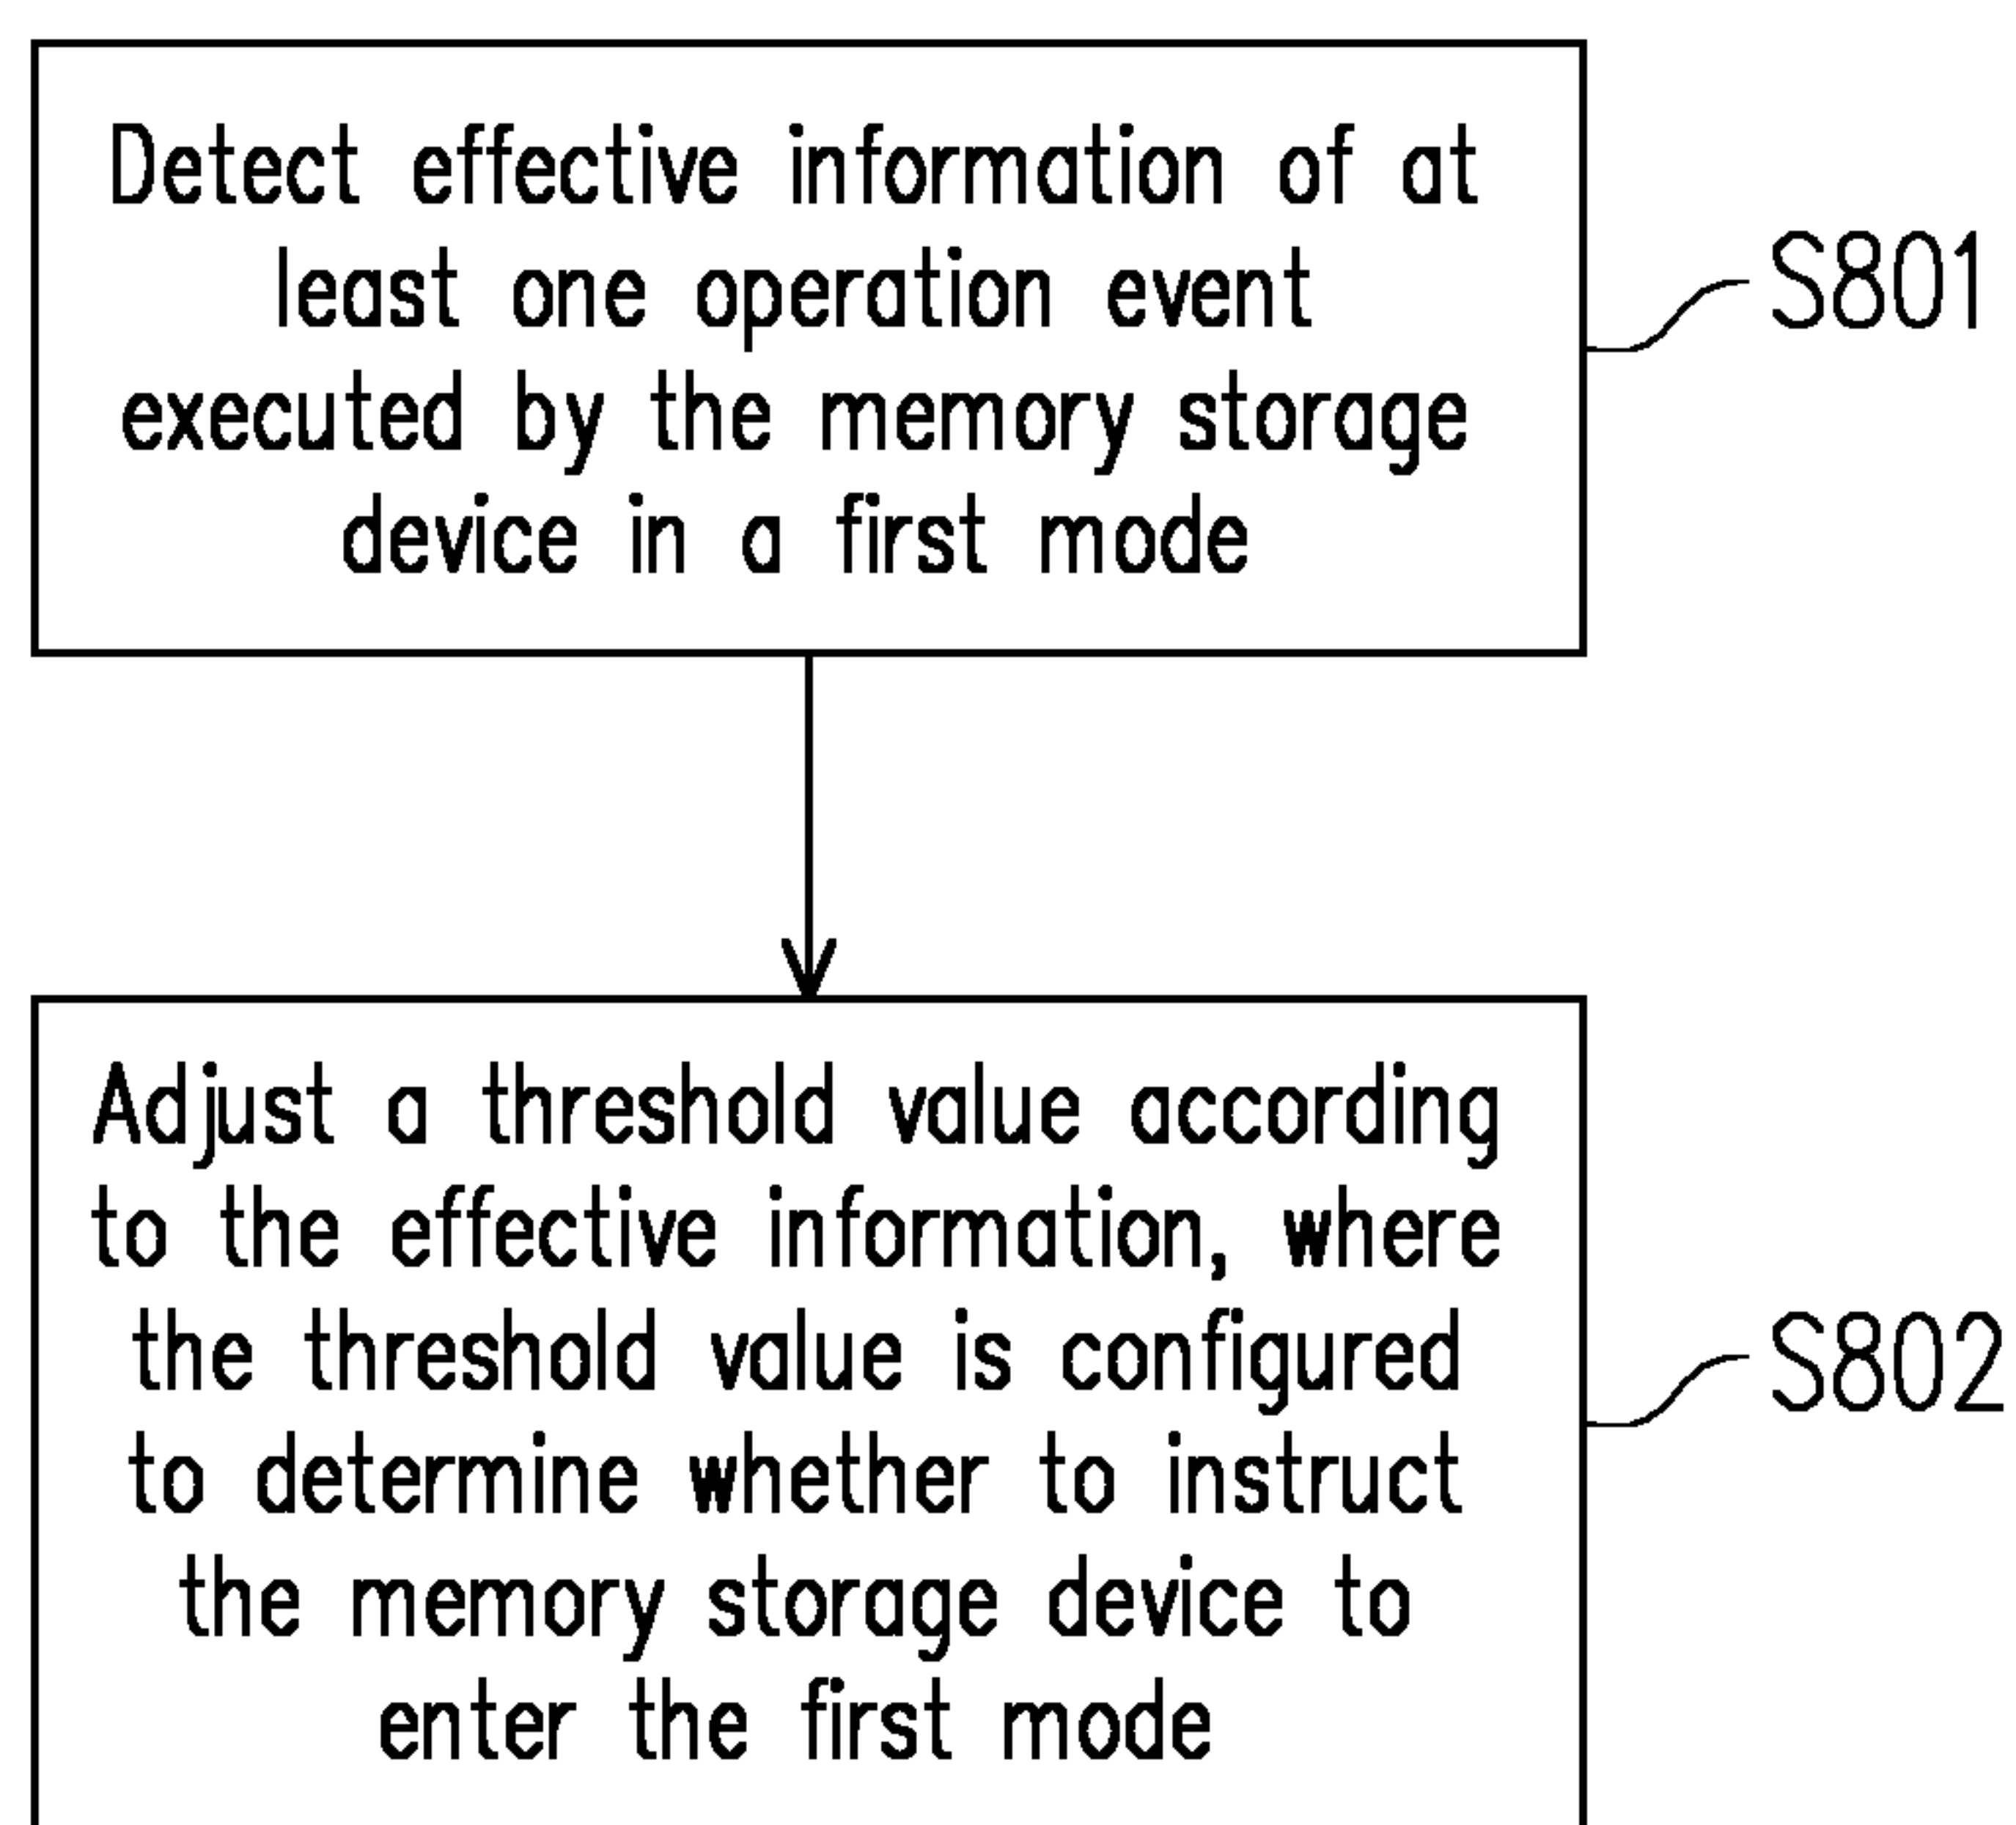 Detect effective information of at
least one operation event
executed by the memory storage
device in a first mode
S801
Adjust a threshold value according
to the effective information, where
the threshold value is configured
to determine whether to instruct
the memory storage device to
enter the first mode
S802